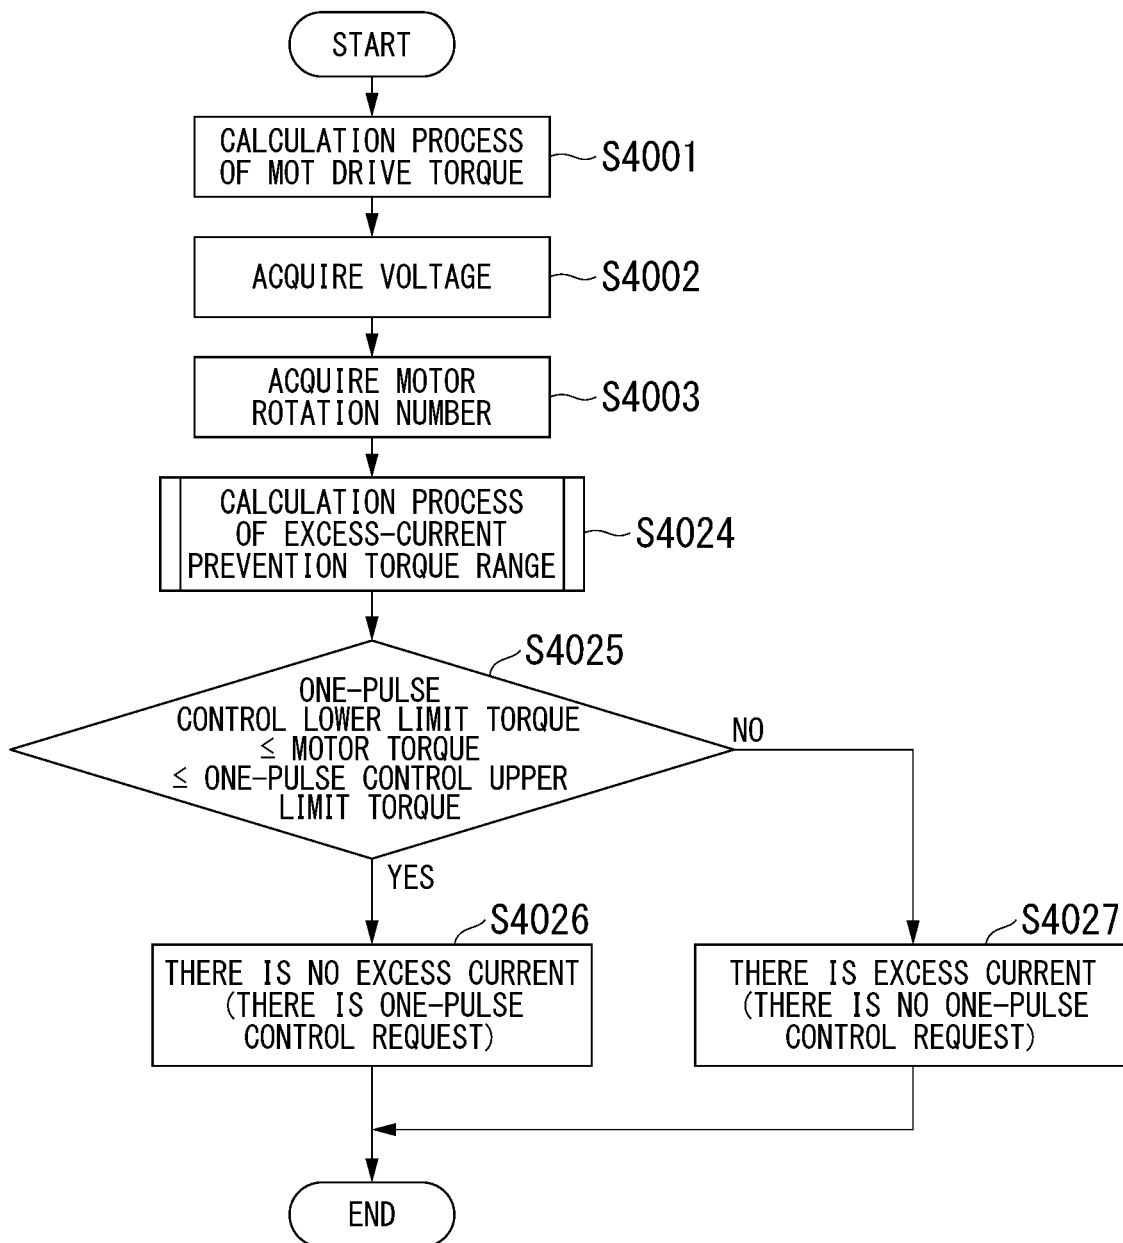 START
CALCULATION PROCESS
OF MOT DRIVE TORQUE
S4001
ACQUIRE VOLTAGE
S4002
ACQUIRE MOTOR
ROTATION NUMBER
S4003
CALCULATION PROCESS
OF EXCESS-CURRENT
PREVENTION TORQUE RANGE
S4024
S4025
ONE-PULSE
CONTROL LOWER LIMIT TORQUE
≤ MOTOR TORQUE
≤ ONE-PULSE CONTROL UPPER
LIMIT TORQUE
NO
YES
S4026
THERE IS NO EXCESS CURRENT
(THERE IS ONE-PULSE
CONTROL REQUEST)
S4027
THERE IS EXCESS CURRENT
(THERE IS NO ONE-PULSE
CONTROL REQUEST)
END